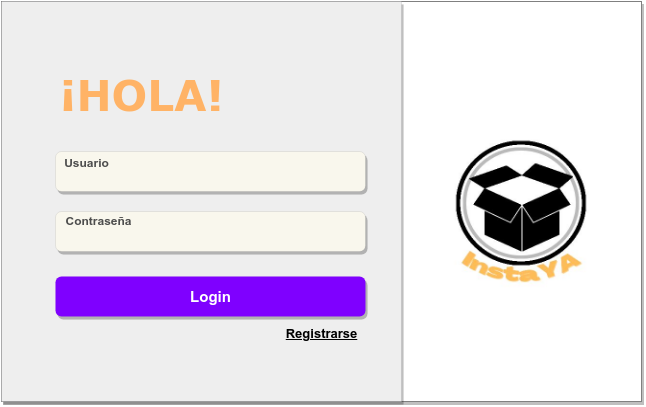 ¡HOLA!
Usuario
Contraseña
Login
Registrarse
InstaYA